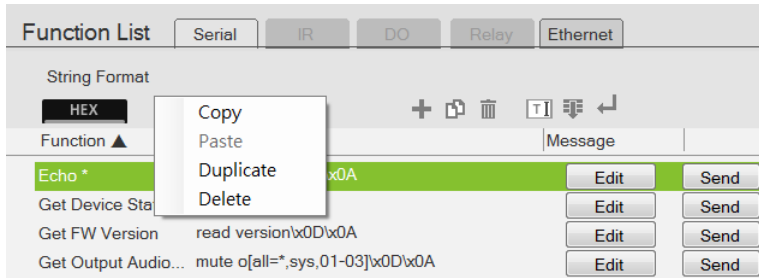 Function List Serial IR DO Relay Ethernet
String Format
HEX
Copy
Paste
Duplicate
Delete
Function ▲ Message
Echo * x0A Edit Send
Get Device Sta Edit Send
Get FW Version read version\x0D\x0A Edit Send
Get Output Audio... mute o[all=*,sys,01-03]\x0D\x0A Edit Send